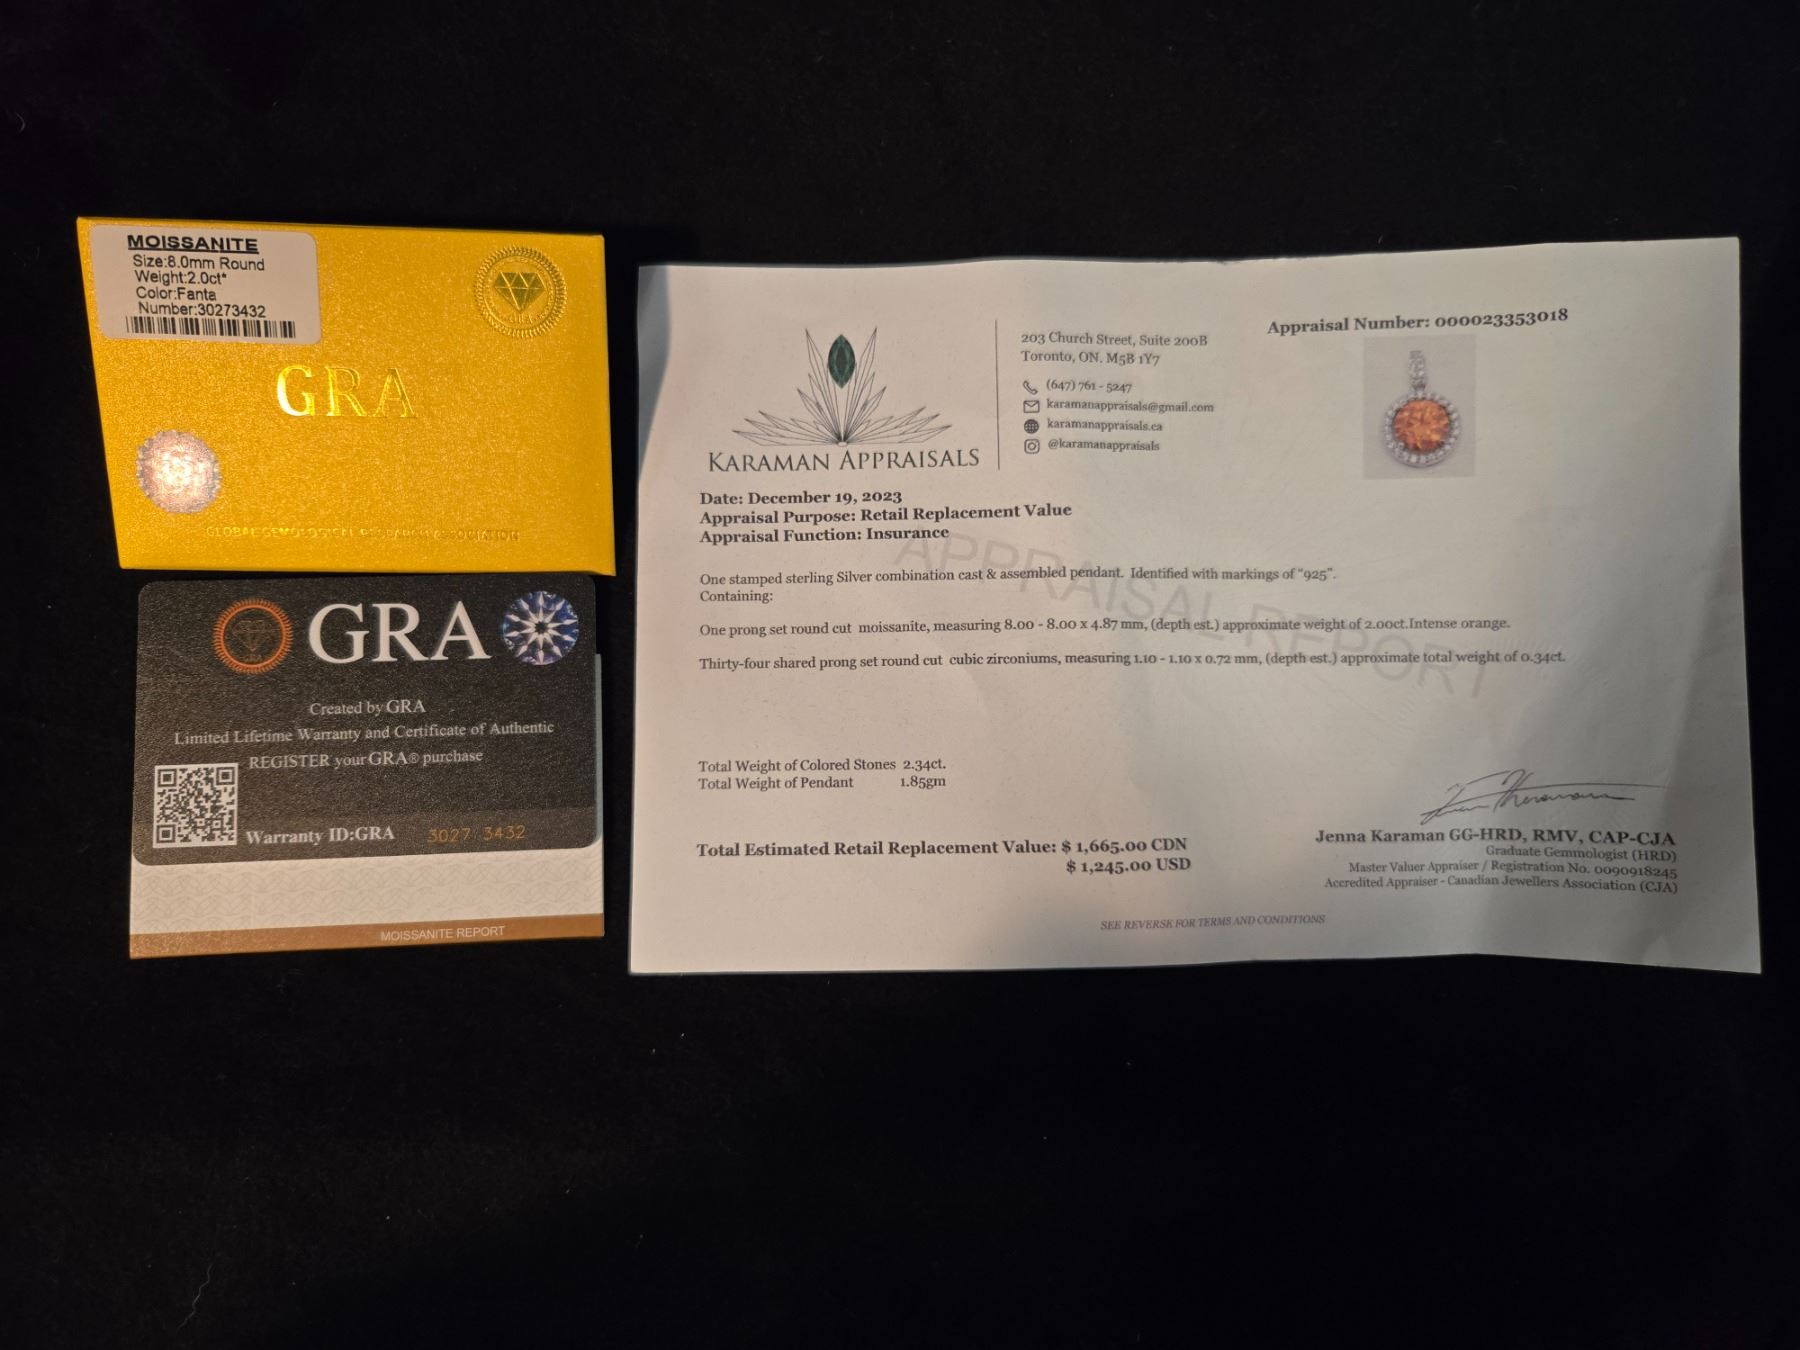 MOISSANITE
Size:8.0mm Round
Weight:2.0ct*
Color:Fanta
Number:30273432
GRA
GLOBAL GEMOLOGICAL RESEARCH ASSOCIATION
GRA
Created by GRA
Limited Lifetime Warranty and Certificate of Authentic
REGISTER your GRA® purchase
Warranty ID:GRA 3027 3432
MOISSANITE REPORT
KARAMAN APPRAISALS
203 Church Street, Suite 200B
Toronto, ON. M5B 1Y7
(647) 761 - 5247
karamanappraisals@gmail.com
karamanappraisals.ca
@karamanappraisals
Appraisal Number: 000023353018
Date: December 19, 2023
Appraisal Purpose: Retail Replacement Value
Appraisal Function: Insurance
APPRAISAL REPORT
One stamped sterling Silver combination cast & assembled pendant. Identified with markings of "925".
Containing:
One prong set round cut moissanite, measuring 8.00 - 8.00 x 4.87 mm, (depth est.) approximate weight of 2.00ct.Intense orange.
Thirty-four shared prong set round cut cubic zirconiums, measuring 1.10 - 1.10 x 0.72 mm, (depth est.) approximate total weight of 0.34ct.
Total Weight of Colored Stones 2.34ct.
Total Weight of Pendant 1.85gm
Total Estimated Retail Replacement Value: $ 1,665.00 CDN
$ 1,245.00 USD
Jenna Karaman GG-HRD, RMV, CAP-CJA
Graduate Gemmologist (HRD)
Master Valuer Appraiser / Registration No. 0090918245
Accredited Appraiser - Canadian Jewellers Association (CJA)
SEE REVERSE FOR TERMS AND CONDITIONS